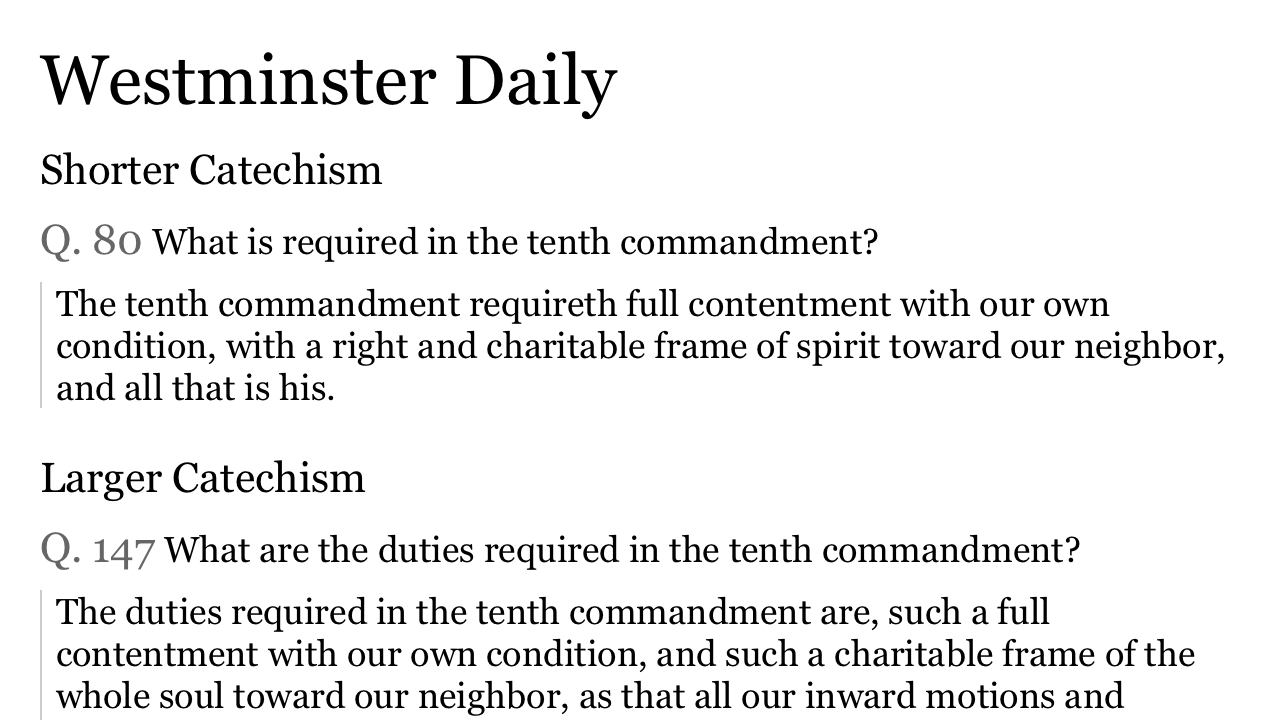 Westminster Daily
Shorter Catechism
Q. 80 What is required in the tenth commandment?
The tenth commandment requireth full contentment with our own
condition, with a right and charitable frame of spirit toward our neighbor,
and all that is his.
Larger Catechism
Q. 147 What are the duties required in the tenth commandment?
The duties required in the tenth commandment are, such a full
contentment with our own condition, and such a charitable frame of the
whole soul toward our neighbor, as that all our inward motions and